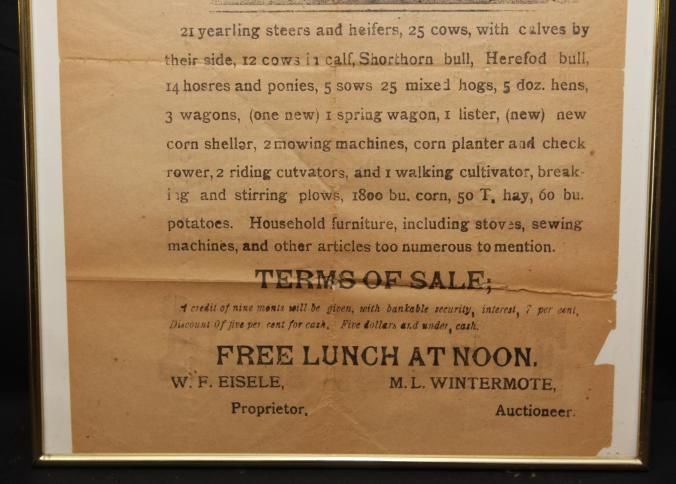 21 yearling steers and heifers, 25 cows, with calves by
their side, 12 cows in calf, Shorthorn bull, Herefod bull,
14 hosres and ponies, 5 sows 25 mixed hogs, 5 doz. hens,
3 wagons, (one new) 1 spring wagon, 1 lister, (new) new
corn sheller, 2 mowing machines, corn planter and check
rower, 2 riding cutvators, and 1 walking cultivator, break-
ing and stirring plows, 1800 bu. corn, 50 T. hay, 60 bu.
potatoes. Household furniture, including stoves, sewing
machines, and other articles too numerous to mention.
TERMS OF SALE;
A credit of nine monts will be given, with bankable security, interest, 7 per cent,
Discount Of five per cent for cash. Five dollars and under, cash.
FREE LUNCH AT NOON.
W. F. EISELE, M. L. WINTERMOTE,
Proprietor, Auctioneer.